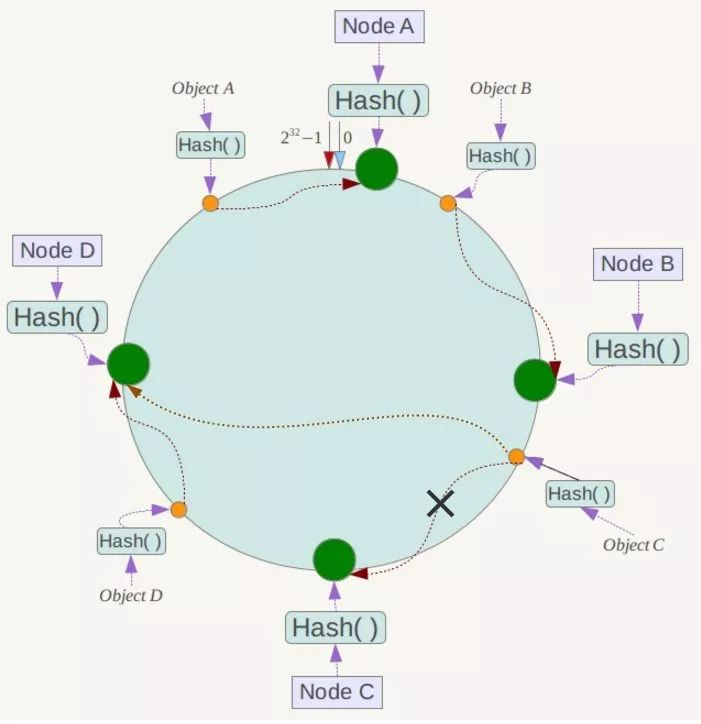 Node A
Object A
Hash( )
Object B
Hash( )
2³²−1
0
Hash( )
Node D
Node B
Hash( )
Hash( )
Hash( )
Object C
Hash( )
Object D
Hash( )
Node C